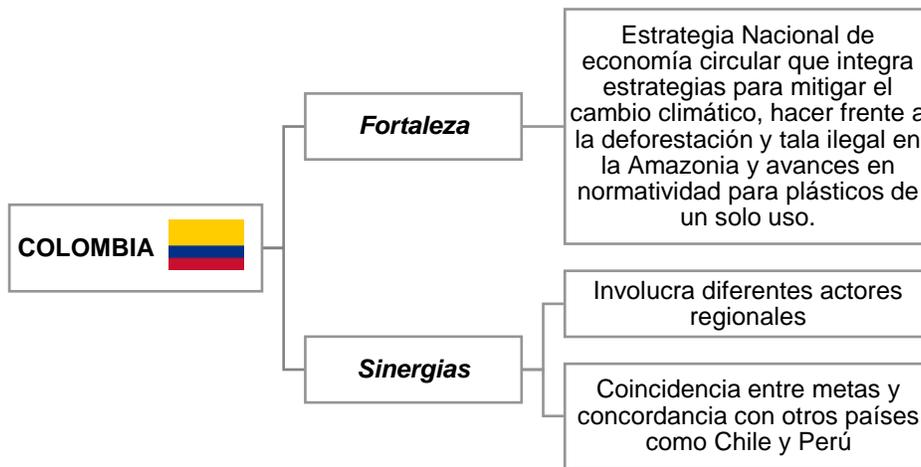 COLOMBIA
Fortaleza
Estrategia Nacional de
economía circular que integra
estrategias para mitigar el
cambio climático, hacer frente a
la deforestación y tala ilegal en
la Amazonia y avances en
normatividad para plásticos de
un solo uso.
Sinergias
Involucra diferentes actores
regionales
Coincidencia entre metas y
concordancia con otros países
como Chile y Perú